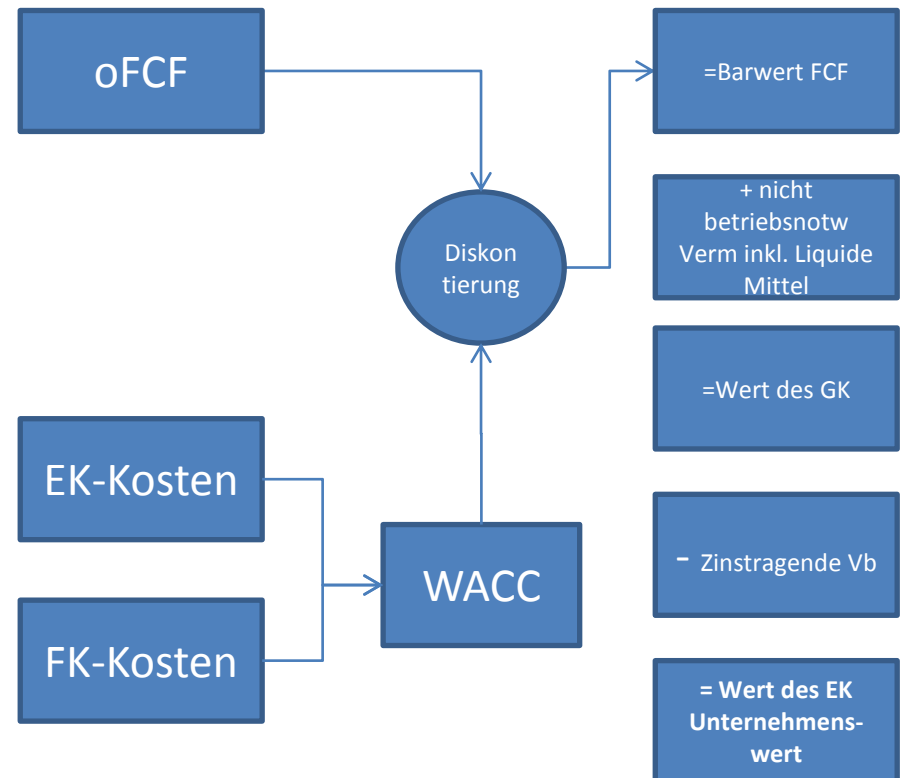 oFCF
=Barwert FCF
Diskon
tierung
+ nicht
betriebsnotw
Verm inkl. Liquide
Mittel
=Wert des GK
EK-Kosten
FK-Kosten
WACC
- Zinstragende Vb
= Wert des EK
Unternehmens-
wert